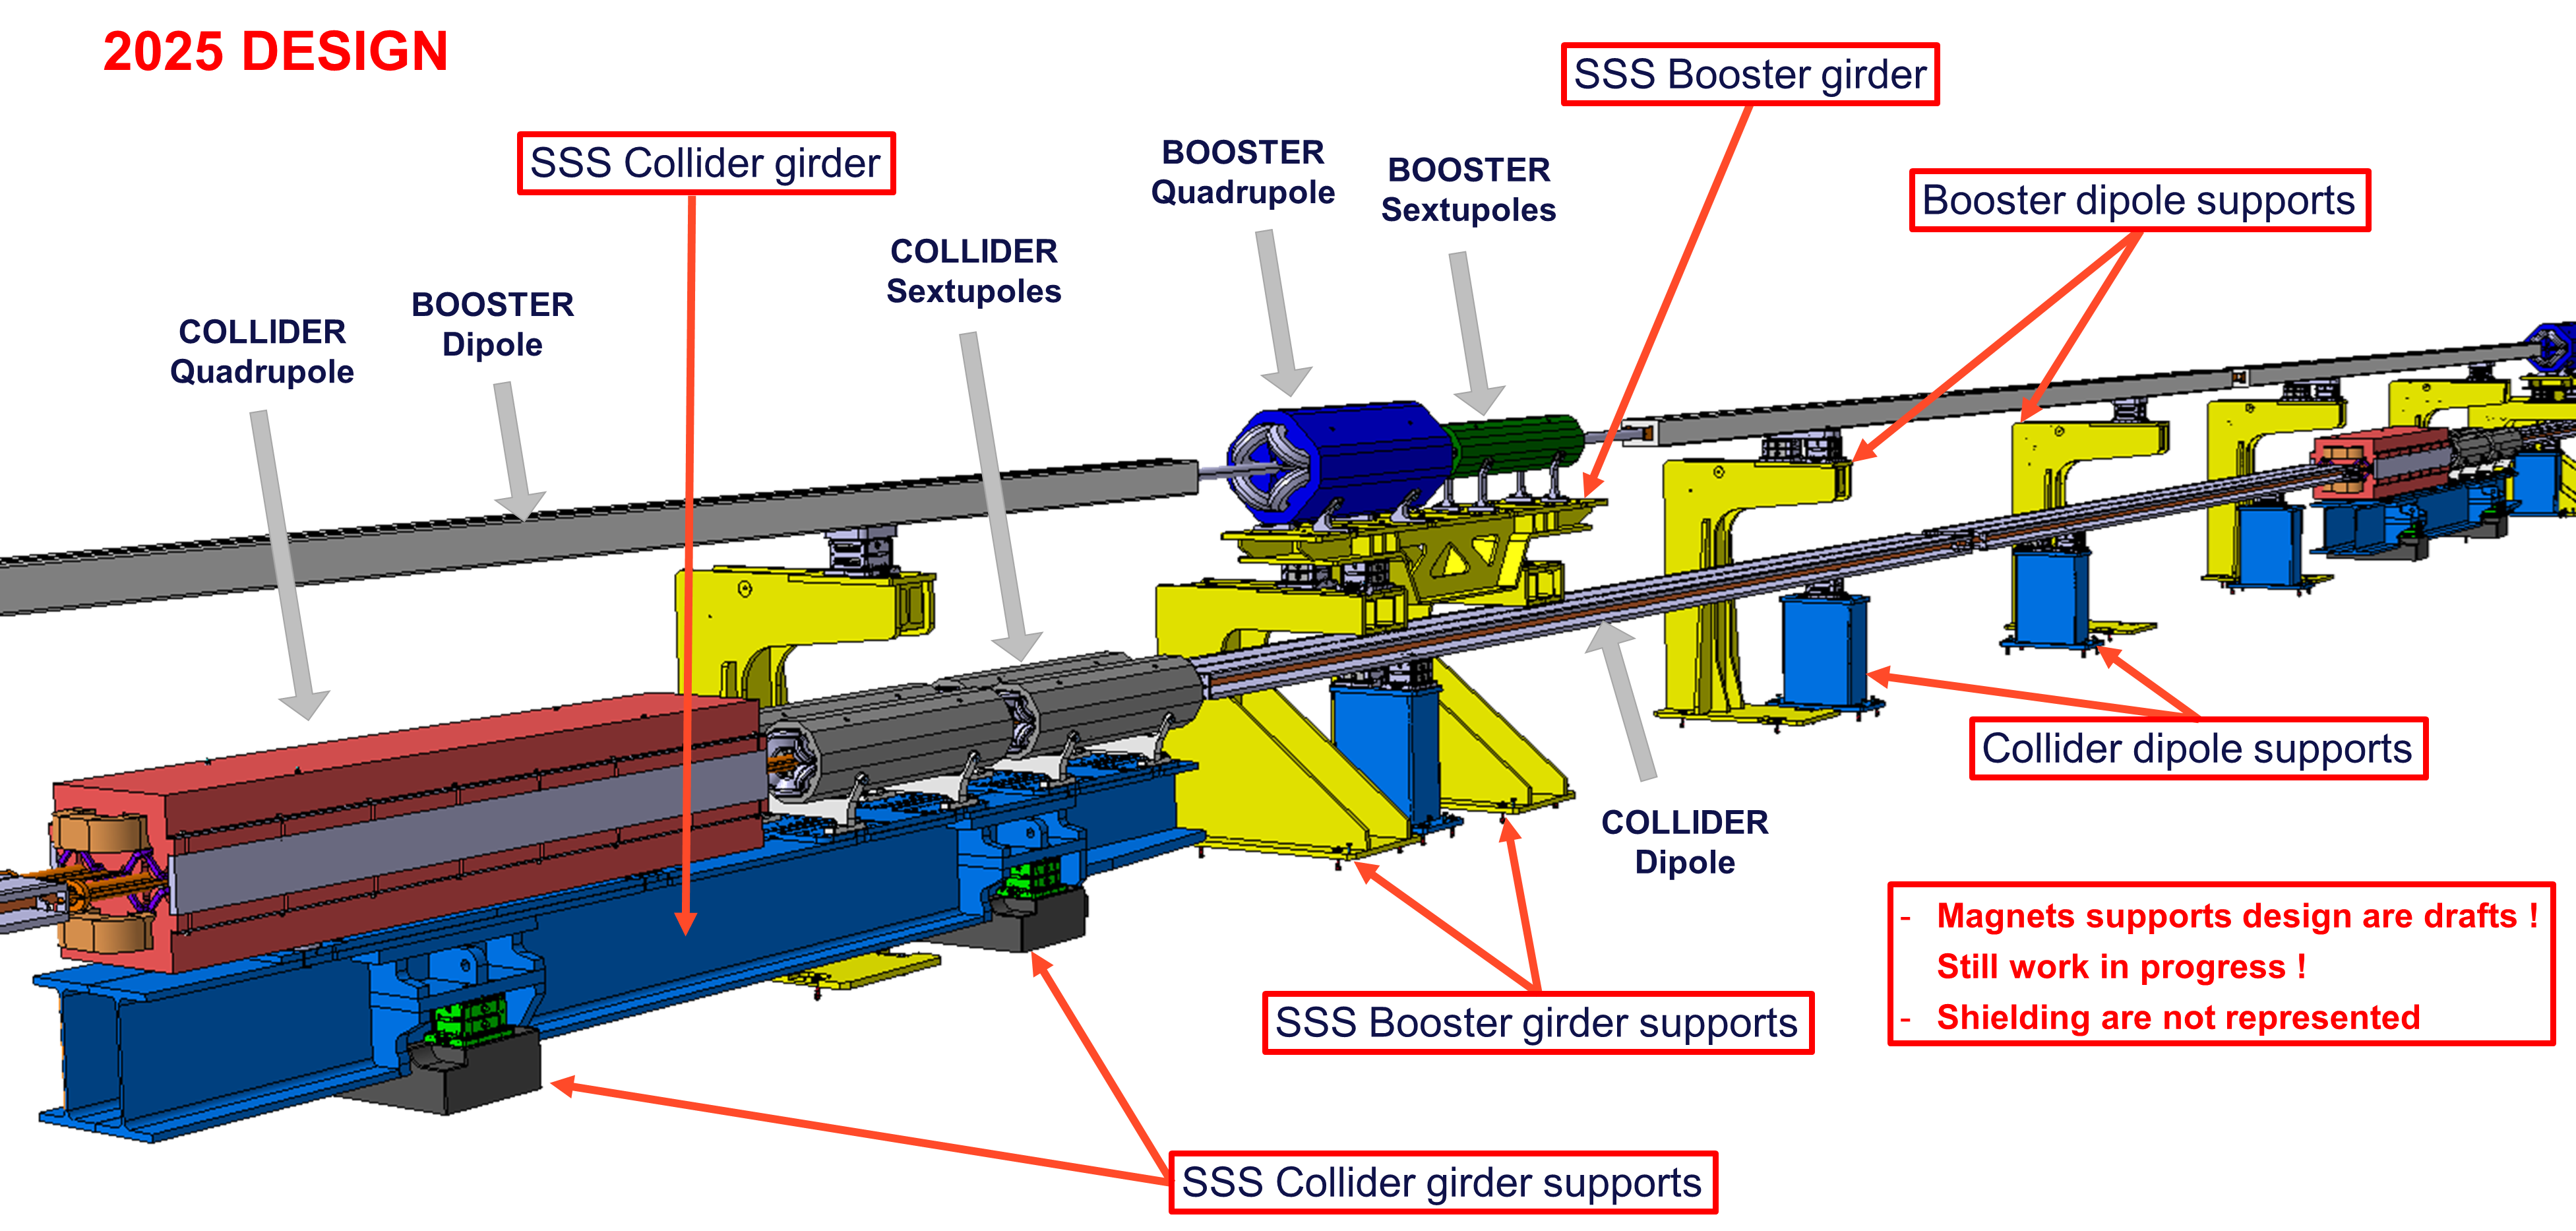 2025 DESIGN
SSS Booster girder
SSS Collider girder
BOOSTER
Quadrupole
BOOSTER
Sextupoles
Booster dipole supports
COLLIDER
Sextupoles
BOOSTER
Dipole
COLLIDER
Quadrupole
Collider dipole supports
COLLIDER
Dipole
- Magnets supports design are drafts !
Still work in progress !
- Shielding are not represented
SSS Booster girder supports
SSS Collider girder supports